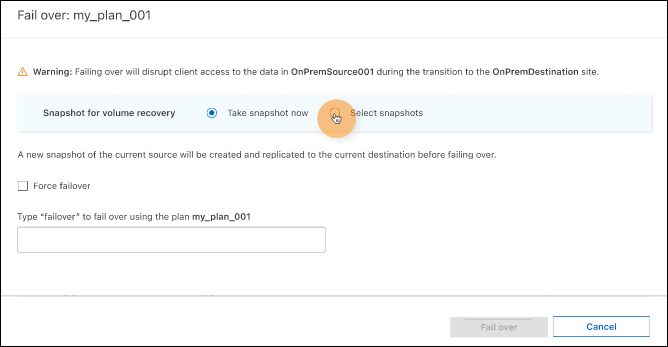 Fail over: my_plan_001
Warning: Failing over will disrupt client access to the data in OnPremSource001 during the transition to the OnPremDestination site.
Snapshot for volume recovery Take snapshot now Select snapshots
A new snapshot of the current source will be created and replicated to the current destination before failing over.
Force failover
Type “failover” to fail over using the plan my_plan_001
Fail over Cancel